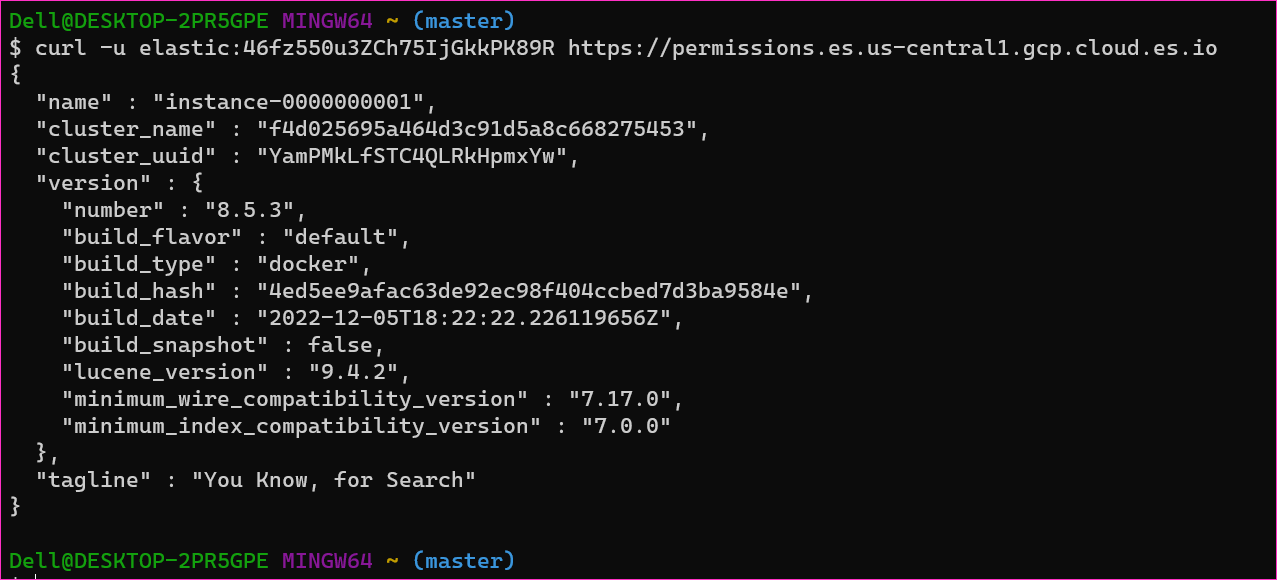 Dell@DESKTOP-2PR5GPE MINGW64 ~ (master)
$ curl -u elastic:46fz550u3ZCh75IjGkkPK89R https://permissions.es.us-central1.gcp.cloud.es.io
{
  "name" : "instance-0000000001",
  "cluster_name" : "f4d025695a464d3c91d5a8c668275453",
  "cluster_uuid" : "YamPMkLfSTC4QLRkHpmxYw",
  "version" : {
    "number" : "8.5.3",
    "build_flavor" : "default",
    "build_type" : "docker",
    "build_hash" : "4ed5ee9afac63de92ec98f404ccbed7d3ba9584e",
    "build_date" : "2022-12-05T18:22:22.226119656Z",
    "build_snapshot" : false,
    "lucene_version" : "9.4.2",
    "minimum_wire_compatibility_version" : "7.17.0",
    "minimum_index_compatibility_version" : "7.0.0"
  },
  "tagline" : "You Know, for Search"
}
Dell@DESKTOP-2PR5GPE MINGW64 ~ (master)